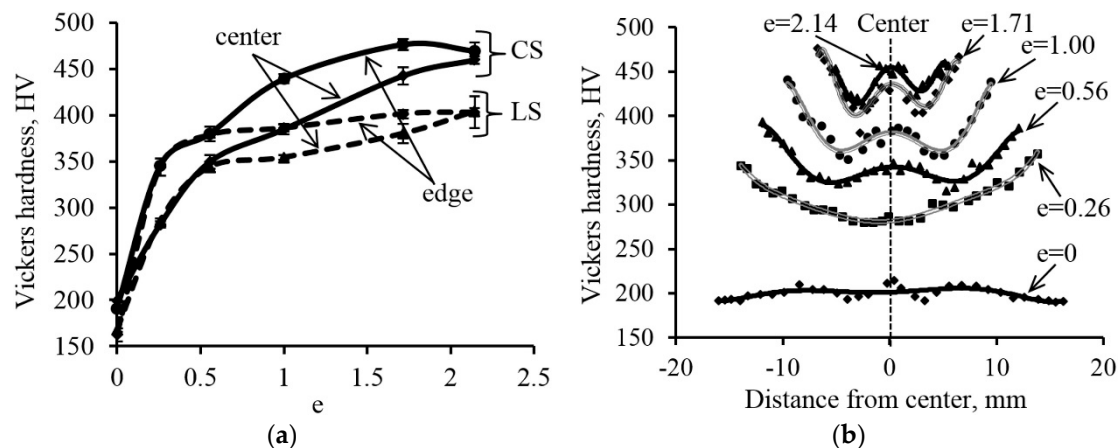 500
450
400
350
300
250
200
150
0
0.5
1
1.5
2
2.5
Vickers hardness, HV
e
center
edge
CS
LS
(a)
500
450
400
350
300
250
200
150
-20
-10
0
10
20
Vickers hardness, HV
Distance from center, mm
Center
e=2.14
e=1.71
e=1.00
e=0.56
e=0.26
e=0
(b)